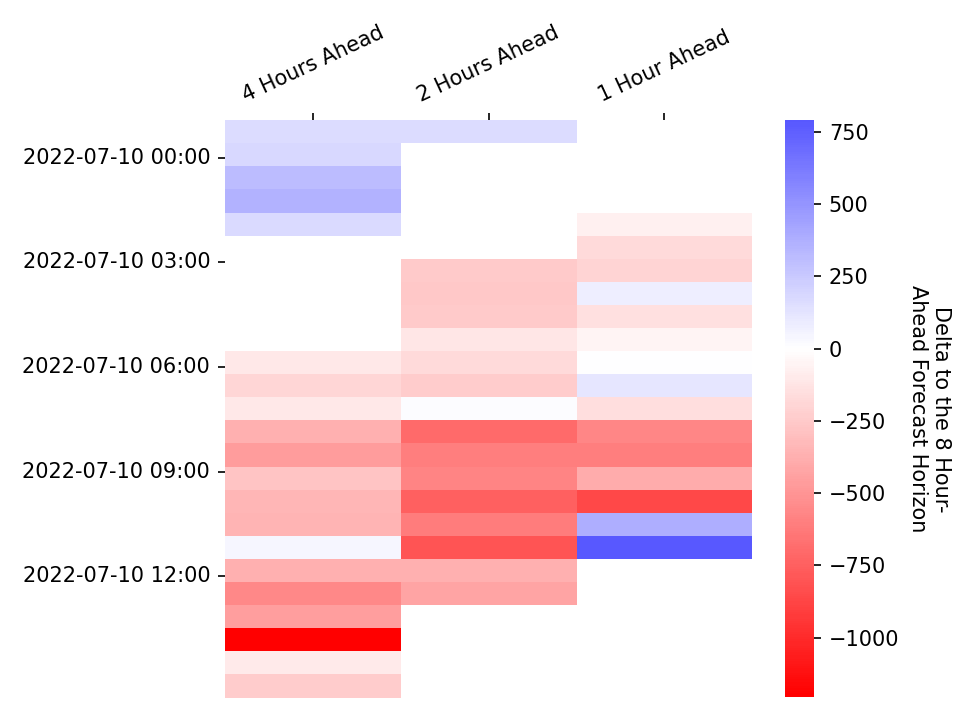 4 Hours Ahead
2 Hours Ahead
1 Hour Ahead
2022-07-10 00:00
2022-07-10 03:00
2022-07-10 06:00
2022-07-10 09:00
2022-07-10 12:00
750
500
250
0
−250
−500
−750
−1000
Delta to the 8 Hour-
Ahead Forecast Horizon